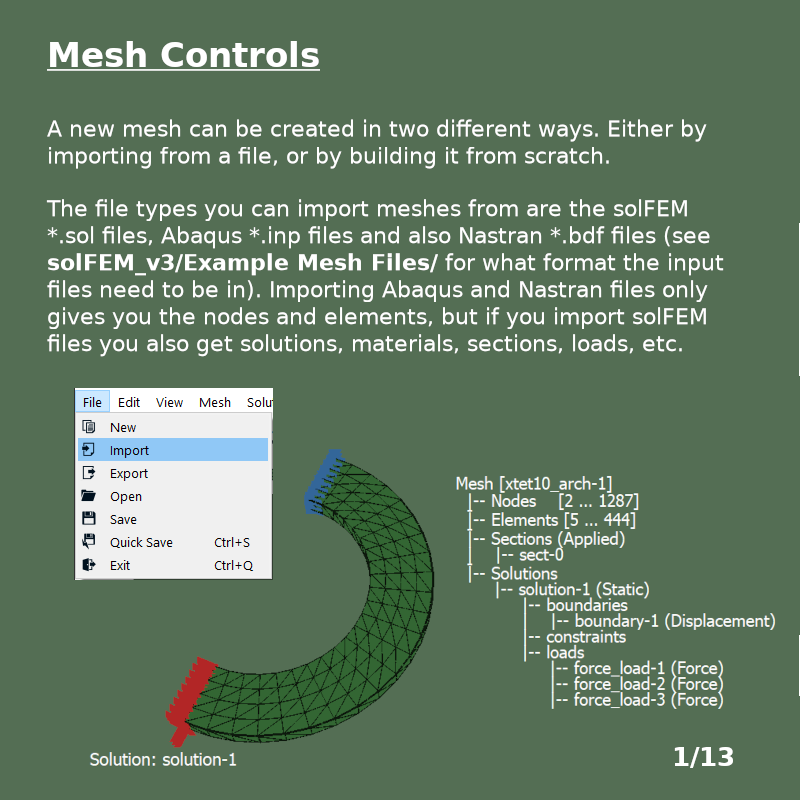 Mesh Controls
A new mesh can be created in two different ways. Either by
importing from a file, or by building it from scratch.
The file types you can import meshes from are the solFEM
*.sol files, Abaqus *.inp files and also Nastran *.bdf files (see
solFEM_v3/Example Mesh Files/ for what format the input
files need to be in). Importing Abaqus and Nastran files only
gives you the nodes and elements, but if you import solFEM
files you also get solutions, materials, sections, loads, etc.
File Edit View Mesh Solu
New
Import
Export
Open
Save
Quick Save Ctrl+S
Exit Ctrl+Q
Mesh [xtet10_arch-1]
|-- Nodes [2 ... 1287]
|-- Elements [5 ... 444]
|-- Sections (Applied)
| |-- sect-0
|-- Solutions
|-- solution-1 (Static)
|-- boundaries
| |-- boundary-1 (Displacement)
|-- constraints
|-- loads
|-- force_load-1 (Force)
|-- force_load-2 (Force)
|-- force_load-3 (Force)
Solution: solution-1
1/13